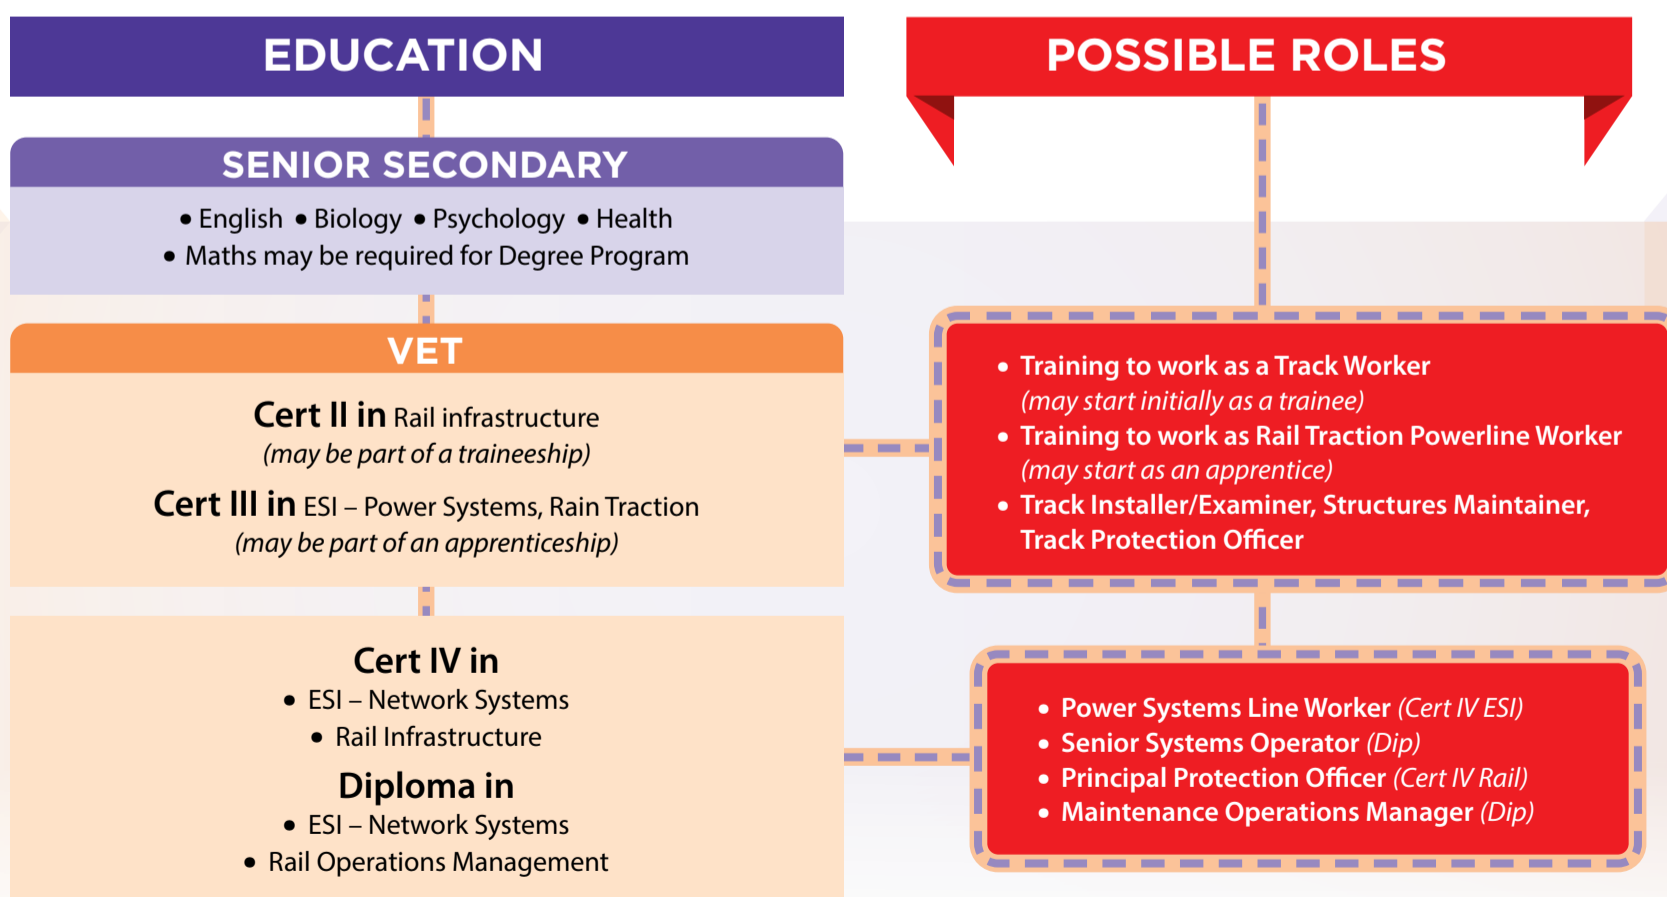 EDUCATION
SENIOR SECONDARY
• English • Biology • Psychology • Health
• Maths may be required for Degree Program
VET
Cert II in Rail infrastructure
(may be part of a traineeship)
Cert III in ESI – Power Systems, Rain Traction
(may be part of an apprenticeship)
Cert IV in
• ESI – Network Systems
• Rail Infrastructure
Diploma in
• ESI – Network Systems
• Rail Operations Management
POSSIBLE ROLES
• Training to work as a Track Worker
(may start initially as a trainee)
• Training to work as Rail Traction Powerline Worker
(may start as an apprentice)
• Track Installer/Examiner, Structures Maintainer,
Track Protection Officer
• Power Systems Line Worker (Cert IV ESI)
• Senior Systems Operator (Dip)
• Principal Protection Officer (Cert IV Rail)
• Maintenance Operations Manager (Dip)